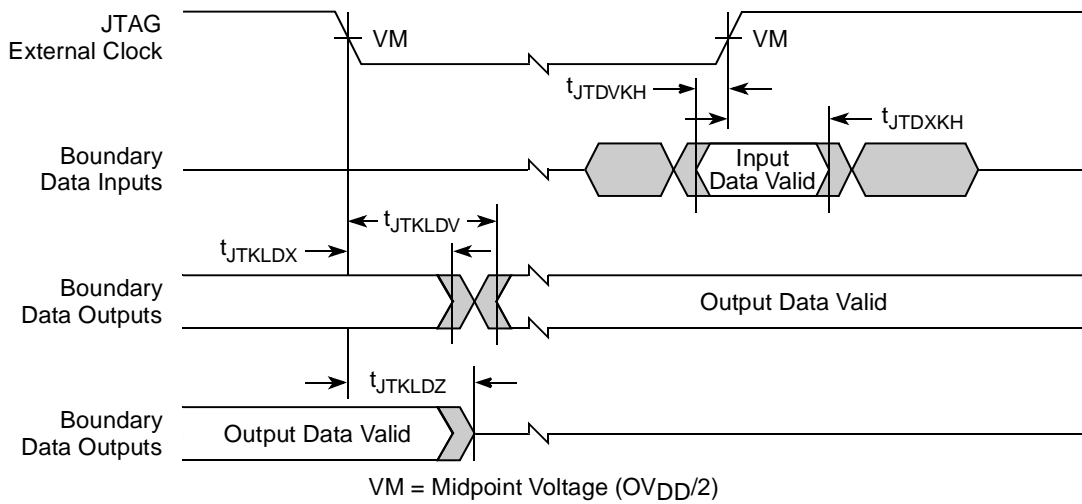 JTAG
External Clock
VM
VM
tJTDVKH
tJTDXKH
Boundary
Data Inputs
Input
Data Valid
tJTKLDV
tJTKLDX
Boundary
Data Outputs
Output Data Valid
tJTKLDZ
Boundary
Data Outputs
Output Data Valid
VM = Midpoint Voltage (OVDD/2)